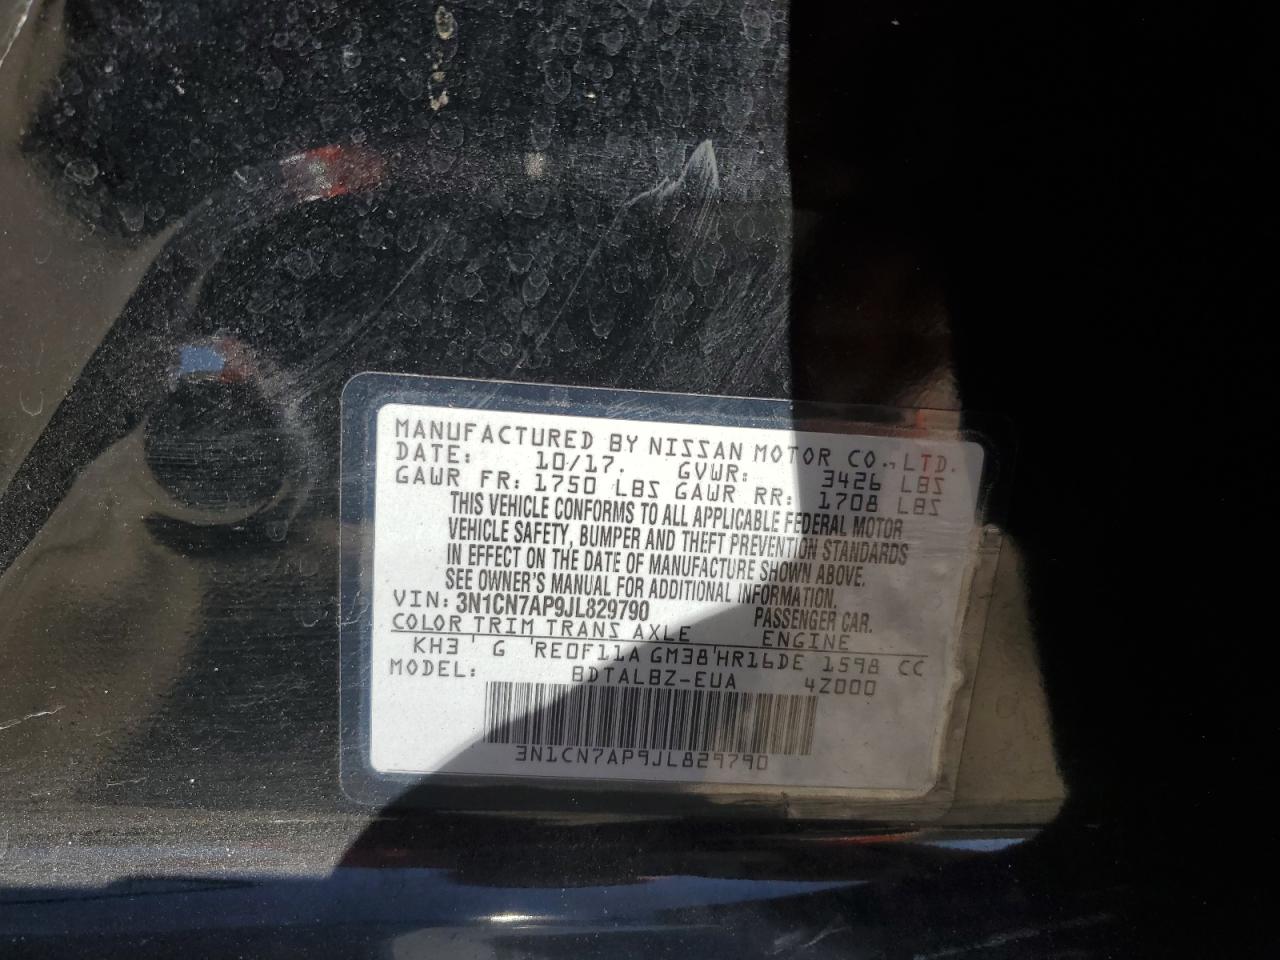 MANUFACTURED BY NISSAN MOTOR CO., LTD.
DATE: 10/17. GVWR: 3426 LBS
GAWR FR: 1750 LBS GAWR RR: 1708 LBS
THIS VEHICLE CONFORMS TO ALL APPLICABLE FEDERAL MOTOR
VEHICLE SAFETY, BUMPER AND THEFT PREVENTION STANDARDS
IN EFFECT ON THE DATE OF MANUFACTURE SHOWN ABOVE.
SEE OWNER'S MANUAL FOR ADDITIONAL INFORMATION.
VIN: 3N1CN7AP9JL829790 PASSENGER CAR.
COLOR TRIM TRANS AXLE ENGINE
KH3 ' G 'RE0F11A GM38'HR16DE 1598 CC
MODEL: BDTALBZ-EUA 4Z000
3N1CN7AP9JL829790